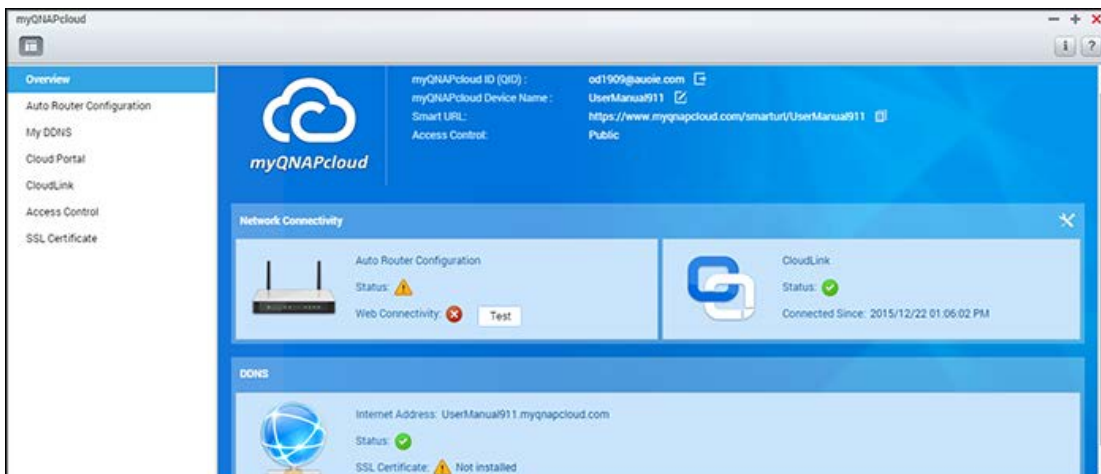 myQNAPcloud
Overview
Auto Router Configuration
My DDNS
Cloud Portal
CloudLink
Access Control
SSL Certificate
myQNAPcloud
myQNAPcloud ID (QID) : od1909@auoie.com
myQNAPcloud Device Name : UserManual911
Smart URL: https://www.myqnapcloud.com/smarturl/UserManual911
Access Control: Public
Network Connectivity
Auto Router Configuration
Status:
Web Connectivity: Test
CloudLink
Status:
Connected Since: 2015/12/22 01:06:02 PM
DDNS
Internet Address: UserManual911.myqnapcloud.com
Status:
SSL Certificate: Not installed